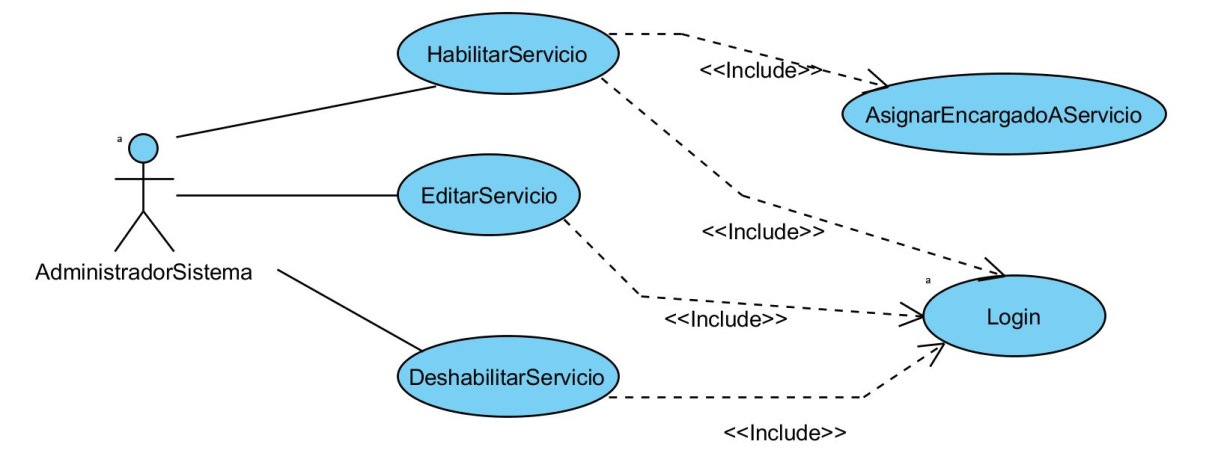 HabilitarServicio
<<Include>>
AsignarEncargadoAServicio
a
EditarServicio
<<Include>>
AdministradorSistema
a
Login
<<Include>>
DeshabilitarServicio
<<Include>>